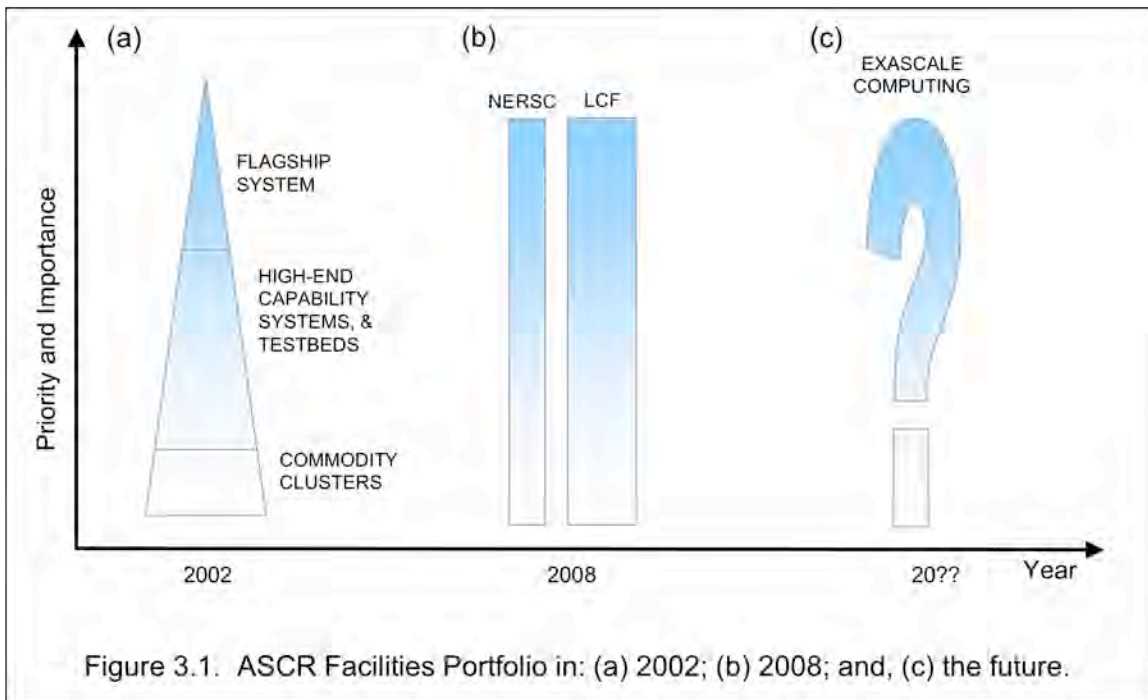 (a)
(b)
(c)
EXASCALE
COMPUTING
NERSC
LCF
FLAGSHIP
SYSTEM
HIGH-END
CAPABILITY
SYSTEMS, &
TESTBEDS
COMMODITY
CLUSTERS
Priority and Importance
2002
2008
20??
Year
Figure 3.1. ASCR Facilities Portfolio in: (a) 2002; (b) 2008; and, (c) the future.